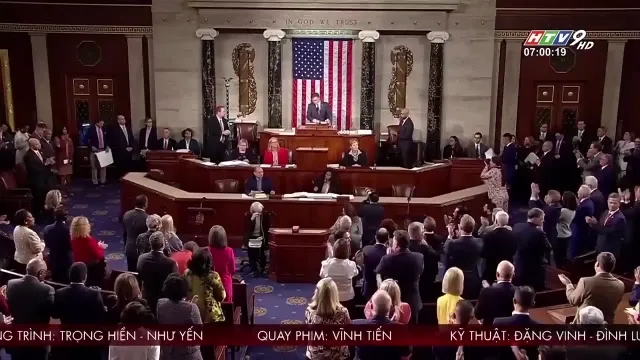 IN GOD WE TRUST
HTV9 HD
07:00:19
NG TRÌNH: TRỌNG HIỀN - NHƯ YẾN QUAY PHIM: VĨNH TIẾN KỸ THUẬT: ĐẶNG VINH - ĐÌNH LU